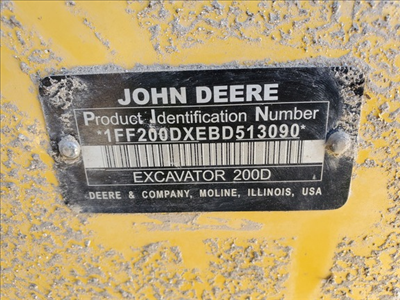 JOHN DEERE
Product Identification Number
*1FF200DXEBD513090*
EXCAVATOR 200D
DEERE & COMPANY, MOLINE, ILLINOIS, USA